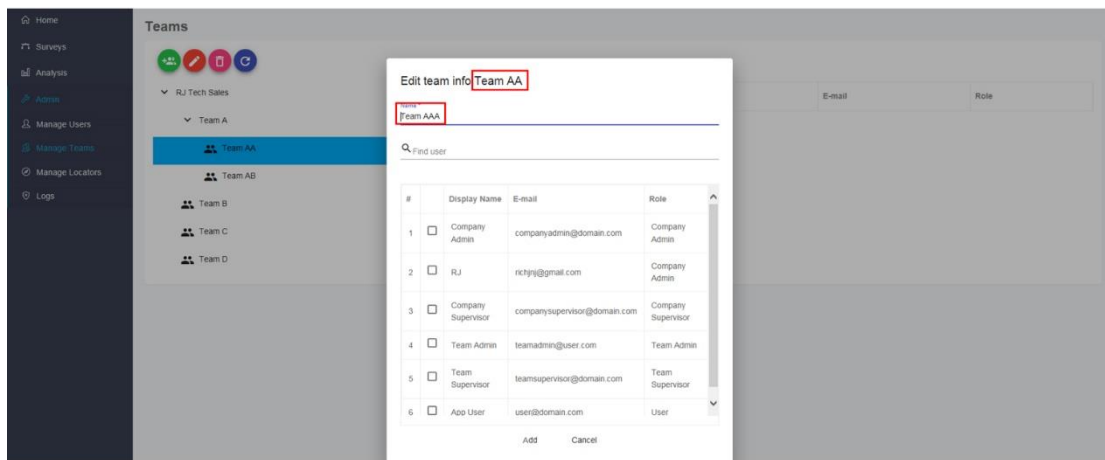 Home
Surveys
Analysis
Admin
Manage Users
Manage Teams
Manage Locators
Logs
Teams
RJ Tech Sales
Team A
Team AA
Team AB
Team B
Team C
Team D
E-mail Role
Edit team info Team AA
Name *
Team AAA
Find user
# Display Name E-mail Role
1 Company Admin companyadmin@domain.com Company Admin
2 RJ richjnj@gmail.com Company Admin
3 Company Supervisor companysupervisor@domain.com Company Supervisor
4 Team Admin teamadmin@user.com Team Admin
5 Team Supervisor teamsupervisor@domain.com Team Supervisor
6 App User user@domain.com User
Add Cancel